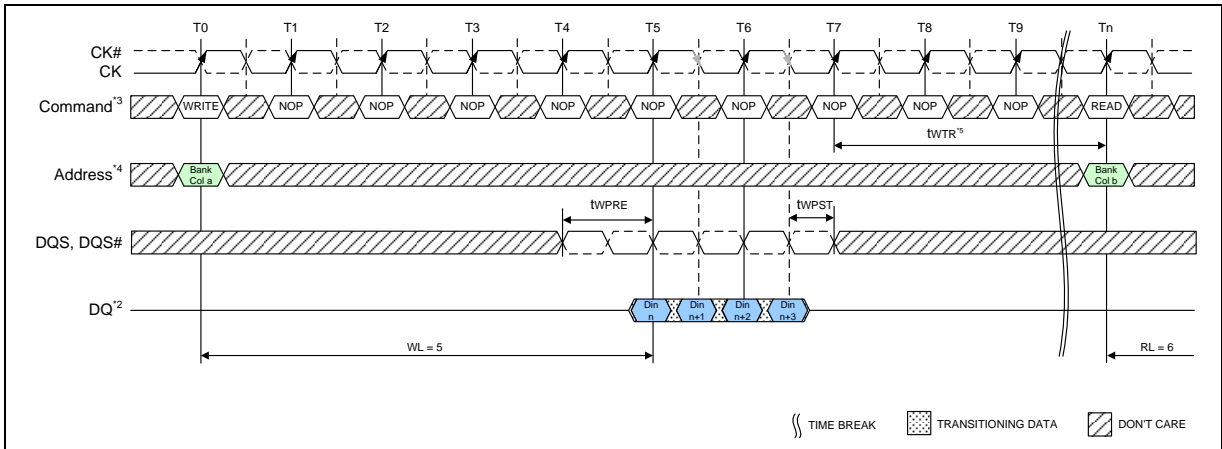 T0 T1 T2 T3 T4 T5 T6 T7 T8 T9 Tn
CK#
CK
Command*3 WRITE NOP NOP NOP NOP NOP NOP NOP NOP NOP READ
tWTR*5
Address*4 Bank Col a Bank Col b
tWPRE tWPST
DQS, DQS#
DQ*2 Din n Din n+1 Din n+2 Din n+3
WL = 5 RL = 6
TIME BREAK TRANSITIONING DATA DON'T CARE